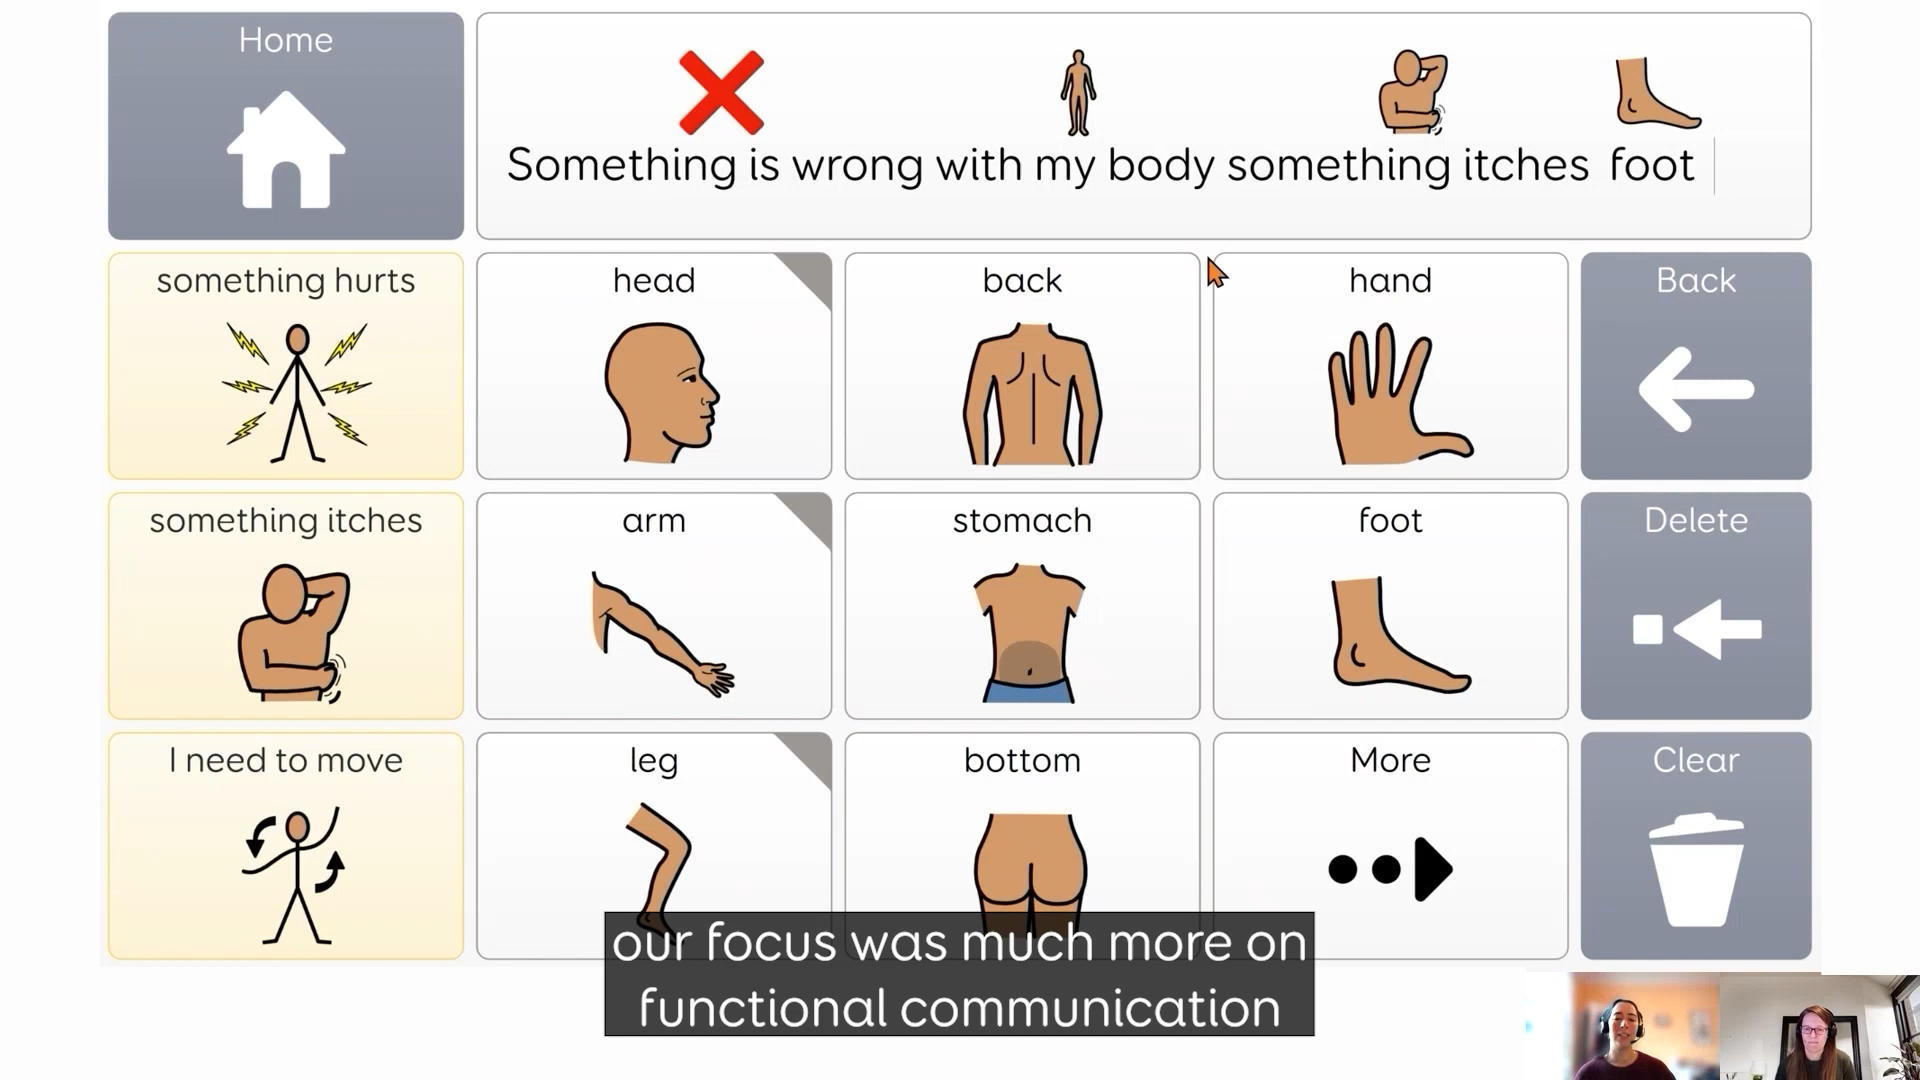 Home
Something is wrong with my body something itches foot
something hurts
head
back
hand
Back
something itches
arm
stomach
foot
Delete
I need to move
leg
bottom
More
Clear
our focus was much more on
functional communication